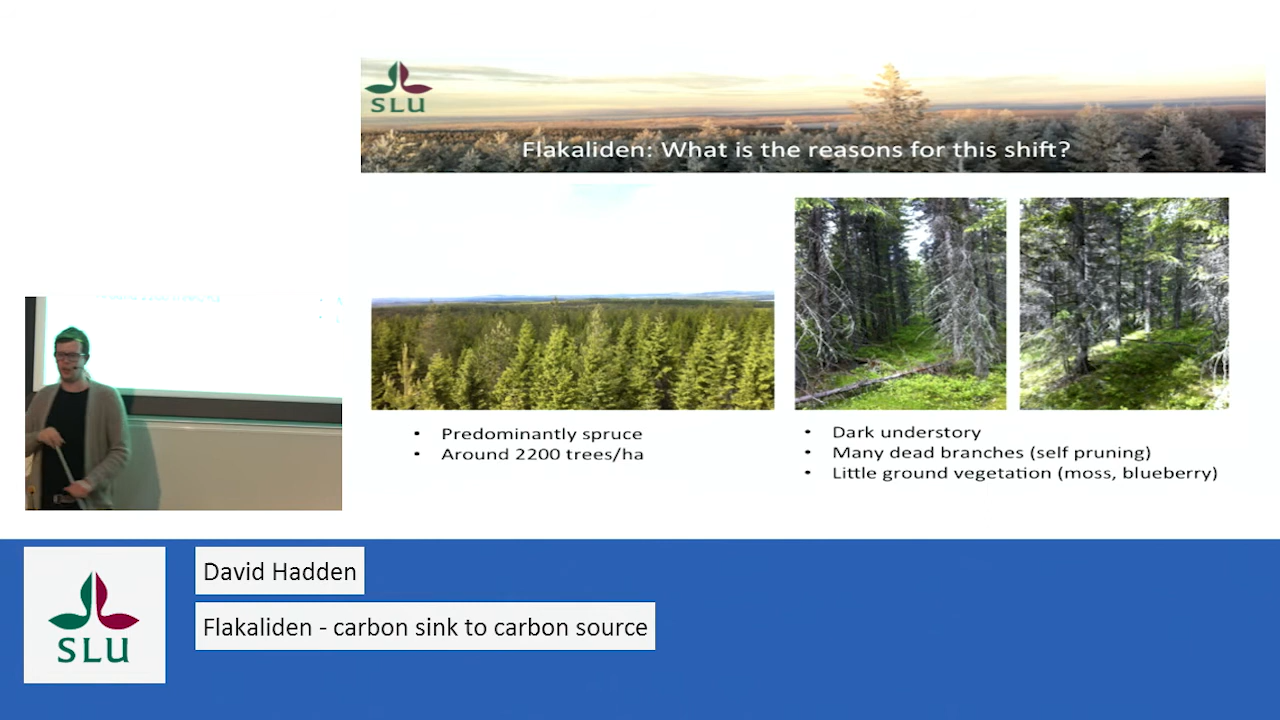 SLU
Flakaliden: What is the reasons for this shift?
• Predominantly spruce
• Around 2200 trees/ha
• Dark understory
• Many dead branches (self pruning)
• Little ground vegetation (moss, blueberry)
SLU
David Hadden
Flakaliden - carbon sink to carbon source